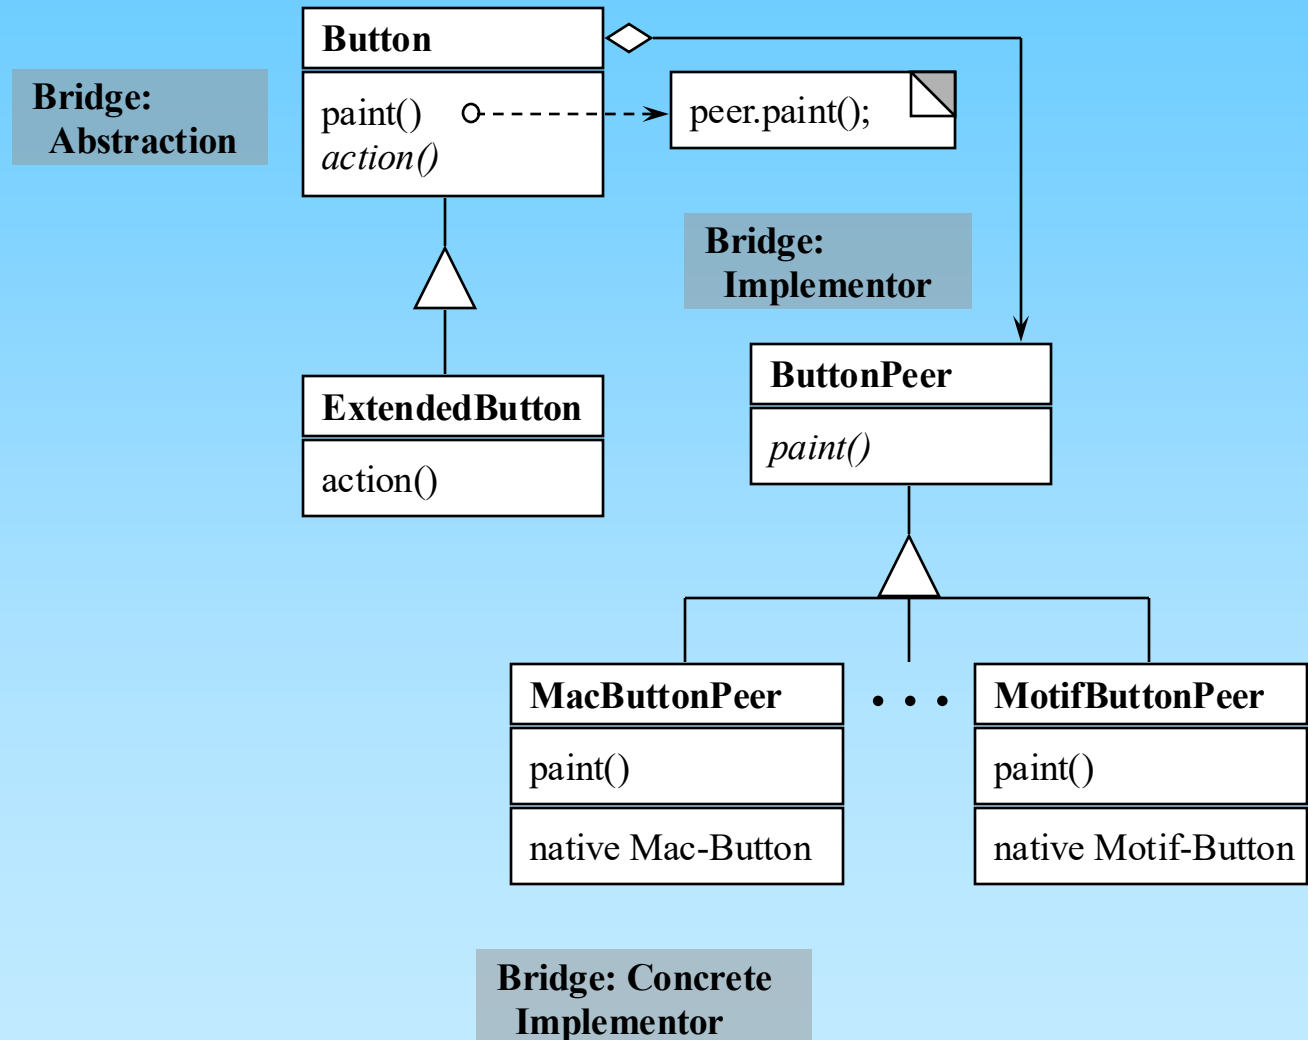 Button
Bridge:
Abstraction
paint()
action()
peer.paint();
Bridge:
Implementor
ExtendedButton
action()
ButtonPeer
paint()
MacButtonPeer
paint()
native Mac-Button
• • •
MotifButtonPeer
paint()
native Motif-Button
Bridge: Concrete
Implementor